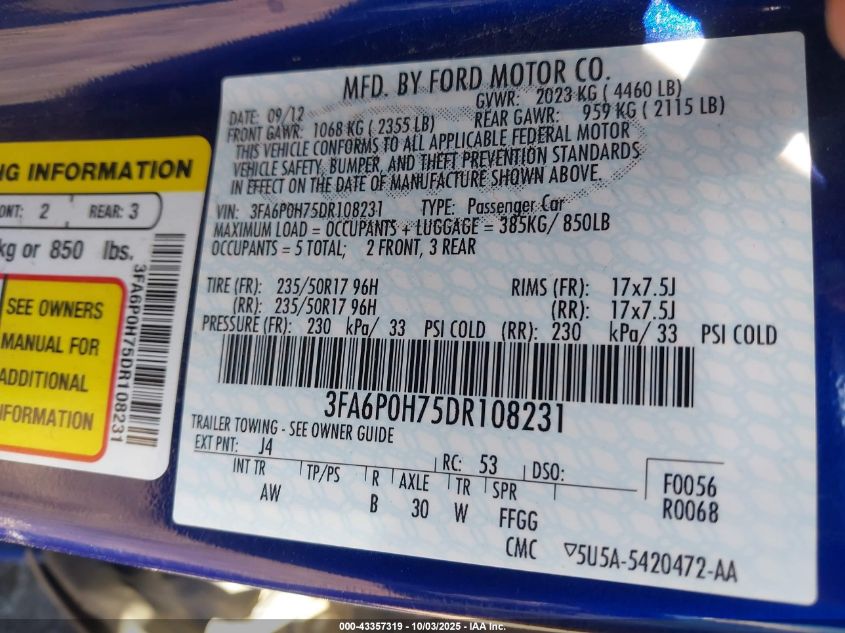 MFD. BY FORD MOTOR CO.
DATE: 09/12 GVWR: 2023 KG ( 4460 LB)
FRONT GAWR: 1068 KG ( 2355 LB) REAR GAWR: 959 KG ( 2115 LB)
THIS VEHICLE CONFORMS TO ALL APPLICABLE FEDERAL MOTOR
VEHICLE SAFETY, BUMPER, AND THEFT PREVENTION STANDARDS
IN EFFECT ON THE DATE OF MANUFACTURE SHOWN ABOVE.
VIN: 3FA6P0H75DR108231 TYPE: Passenger Car
MAXIMUM LOAD = OCCUPANTS + LUGGAGE = 385KG/ 850LB
OCCUPANTS = 5 TOTAL; 2 FRONT, 3 REAR
TIRE (FR): 235/50R17 96H RIMS (FR): 17x7.5J
(RR): 235/50R17 96H (RR): 17x7.5J
PRESSURE (FR): 230 kPa/ 33 PSI COLD (RR): 230 kPa/ 33 PSI COLD
3FA6P0H75DR108231
TRAILER TOWING - SEE OWNER GUIDE
EXT PNT: J4 RC: 53 DSO:
INT TR TP/PS R AXLE TR SPR F0056
AW B 30 W FFGG R0068
CMC ▽5U5A-5420472-AA
NG INFORMATION
ONT: 2 REAR: 3
kg or 850 lbs.
SEE OWNERS
MANUAL FOR
ADDITIONAL
NFORMATION
3FA6P0H75DR108231
000-43357319 - 10/03/2025 - IAA Inc.